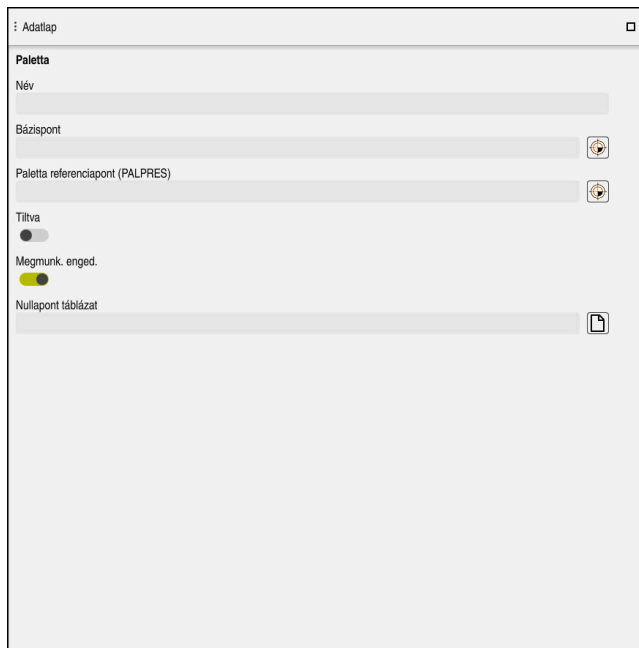 Adatlap
Paletta
Név
Bázispont
Paletta referenciapont (PALPRES)
Tiltva
Megmunk. enged.
Nullapont táblázat